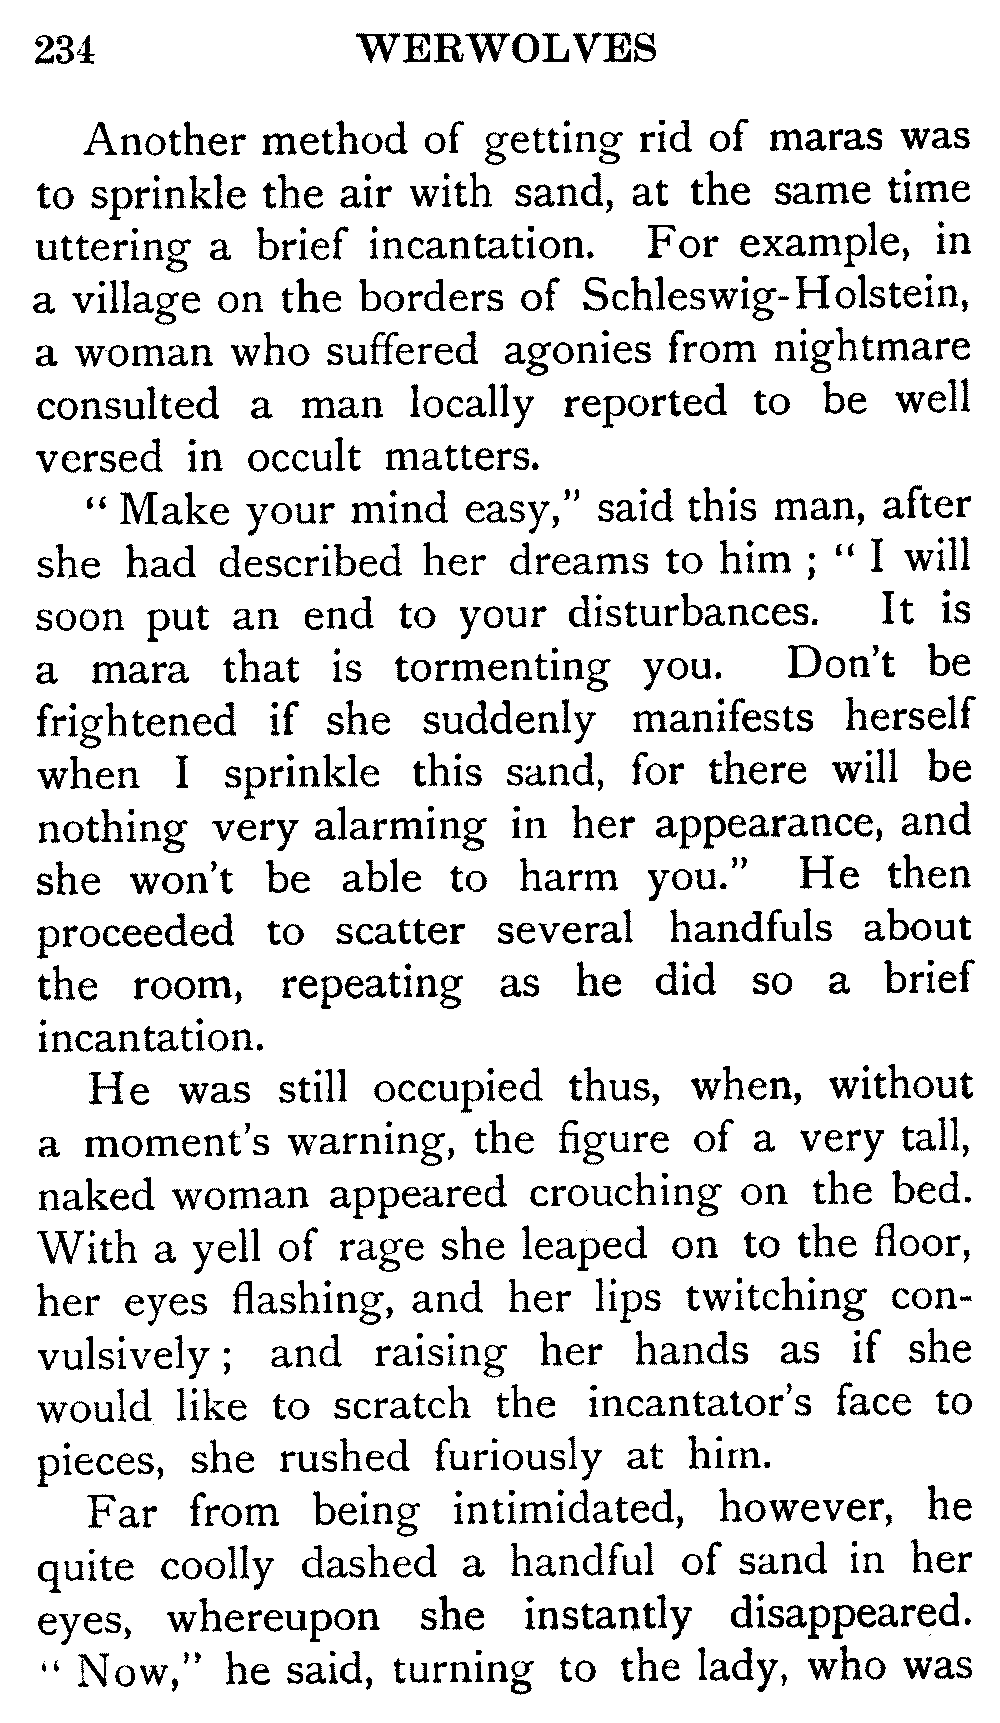 234 WERWOLVES
Another method of getting rid of maras was
to sprinkle the air with sand, at the same time
uttering a brief incantation. For example, in
a village on the borders of Schleswig-Holstein,
a woman who suffered agonies from nightmare
consulted a man locally reported to be well
versed in occult matters.
“ Make your mind easy,” said this man, after
she had described her dreams to him ; “ I will
soon put an end to your disturbances. It is
a mara that is tormenting you. Don't be
frightened if she suddenly manifests herself
when I sprinkle this sand, for there will be
nothing very alarming in her appearance, and
she won't be able to harm you.” He then
proceeded to scatter several handfuls about
the room, repeating as he did so a brief
incantation.
He was still occupied thus, when, without
a moment's warning, the figure of a very tall,
naked woman appeared crouching on the bed.
With a yell of rage she leaped on to the floor,
her eyes flashing, and her lips twitching con-
vulsively ; and raising her hands as if she
would like to scratch the incantator's face to
pieces, she rushed furiously at him.
Far from being intimidated, however, he
quite coolly dashed a handful of sand in her
eyes, whereupon she instantly disappeared.
“ Now,” he said, turning to the lady, who was